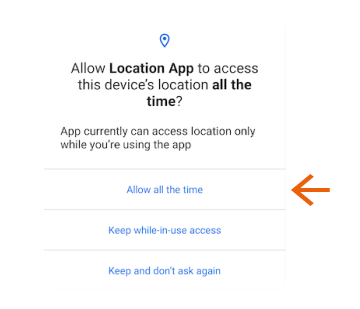 Allow Location App to access
this device's location all the
time?
App currently can access location only
while you're using the app
Allow all the time
Keep while-in-use access
Keep and don't ask again